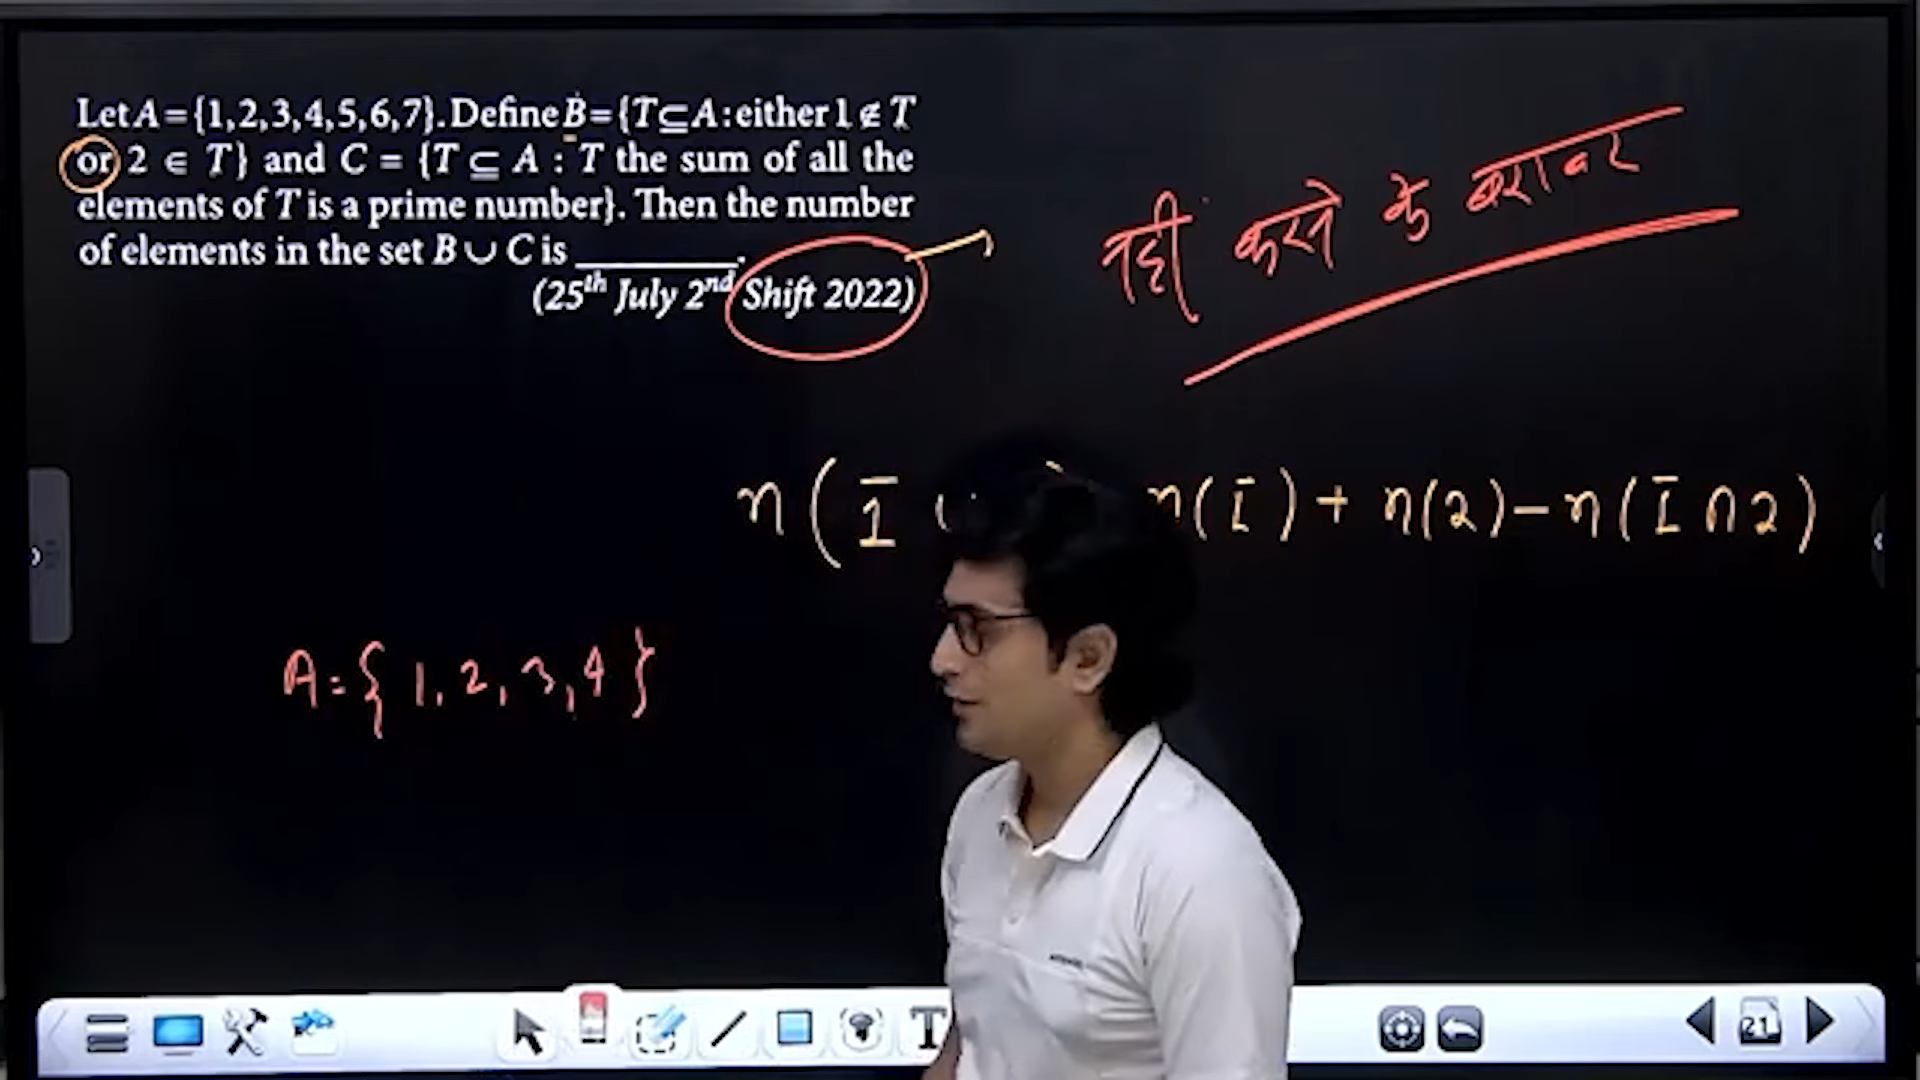 Let A = {1,2,3,4,5,6,7}. Define B = {T ⊆ A : either 1 ∉ T
or 2 ∈ T} and C = {T ⊆ A : T the sum of all the
elements of T is a prime number}. Then the number
of elements in the set B ∪ C is ________.
(25th July 2nd Shift 2022)
नहीं करने के बराबर
n(1̅ ∪ ) n(1̅) + n(2) − n(1̅ ∩ 2)
A = { 1, 2, 3, 4 }
T
21